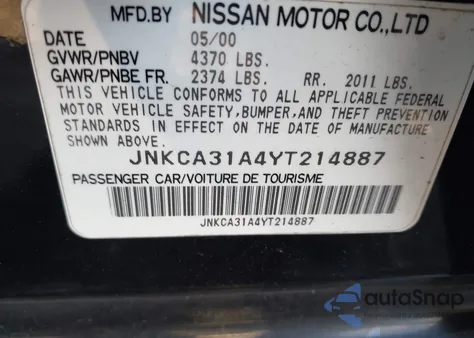 MFD.BY NISSAN MOTOR CO.,LTD
DATE 05/00
GVWR/PNBV 4370 LBS.
GAWR/PNBE FR. 2374 LBS. RR. 2011 LBS.
THIS VEHICLE CONFORMS TO ALL APPLICABLE FEDERAL
MOTOR VEHICLE SAFETY, BUMPER, AND THEFT PREVENTION
STANDARDS IN EFFECT ON THE DATE OF MANUFACTURE
SHOWN ABOVE.
JNKCA31A4YT214887
PASSENGER CAR/VOITURE DE TOURISME
JNKCA31A4YT214887
autoSnap